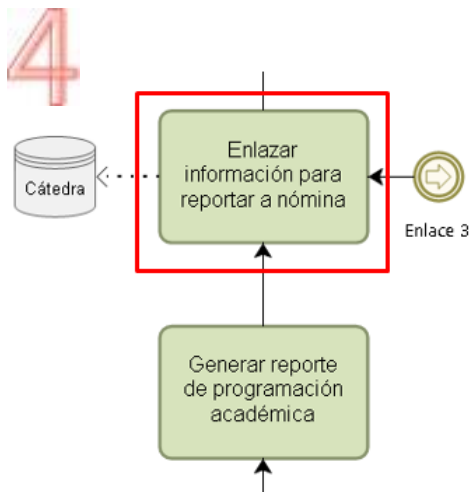 4
Enlazar
información para
reportar a nómina
Cátedra
Enlace 3
Generar reporte
de programación
académica